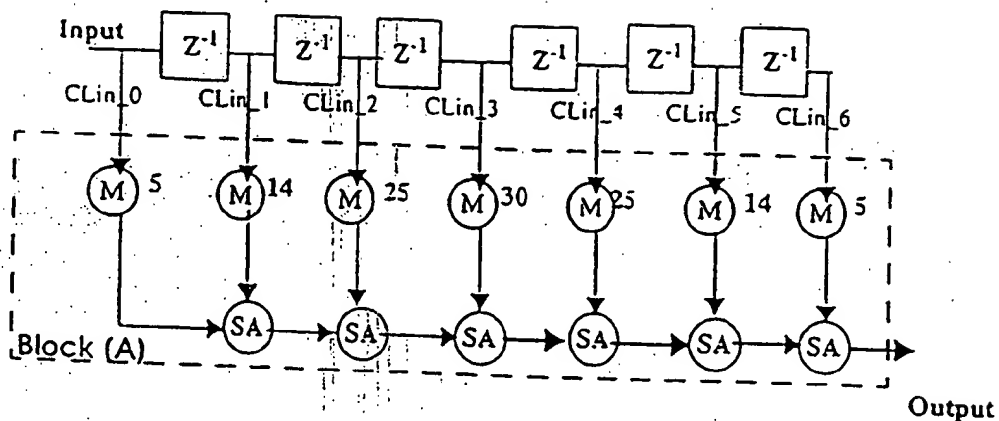 Input
Z⁻¹ Z⁻¹ Z⁻¹ Z⁻¹ Z⁻¹ Z⁻¹
CLin_0 CLin_1 CLin_2 CLin_3 CLin_4 CLin_5 CLin_6
M 5 M 14 M 25 M 30 M 25 M 14 M 5
SA SA SA SA SA SA
Block (A)
Output